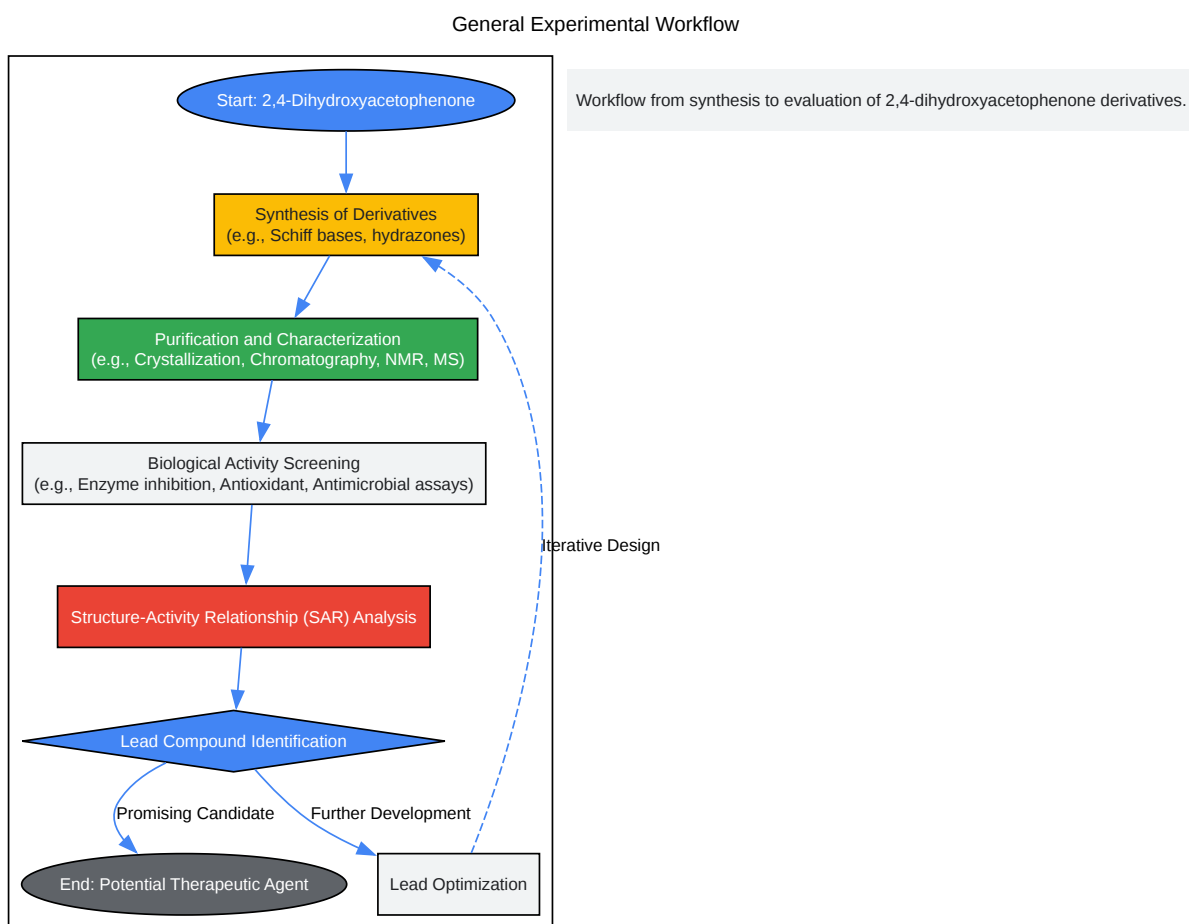 General Experimental Workflow
Start: 2,4-Dihydroxyacetophenone
Workflow from synthesis to evaluation of 2,4-dihydroxyacetophenone derivatives.
Synthesis of Derivatives
(e.g., Schiff bases, hydrazones)
Purification and Characterization
(e.g., Crystallization, Chromatography, NMR, MS)
Biological Activity Screening
(e.g., Enzyme inhibition, Antioxidant, Antimicrobial assays)
Iterative Design
Structure-Activity Relationship (SAR) Analysis
Lead Compound Identification
Promising Candidate
Further Development
End: Potential Therapeutic Agent
Lead Optimization